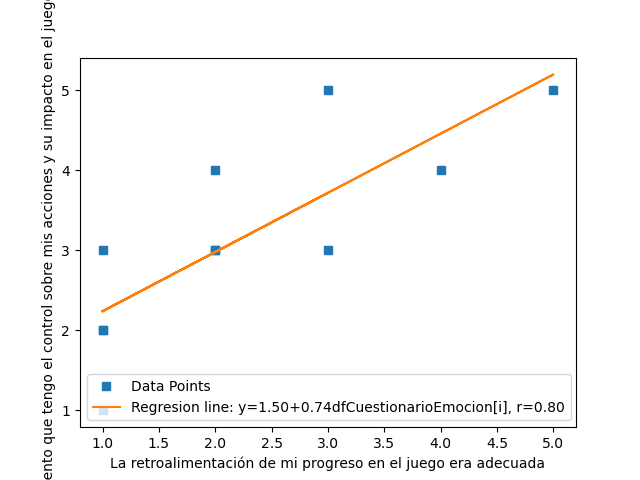 ento que tengo el control sobre mis acciones y su impacto en el jueg
5
4
3
2
1
Data Points
Regresion line: y=1.50+0.74dfCuestionarioEmocion[i], r=0.80
1.0 1.5 2.0 2.5 3.0 3.5 4.0 4.5 5.0
La retroalimentación de mi progreso en el juego era adecuada